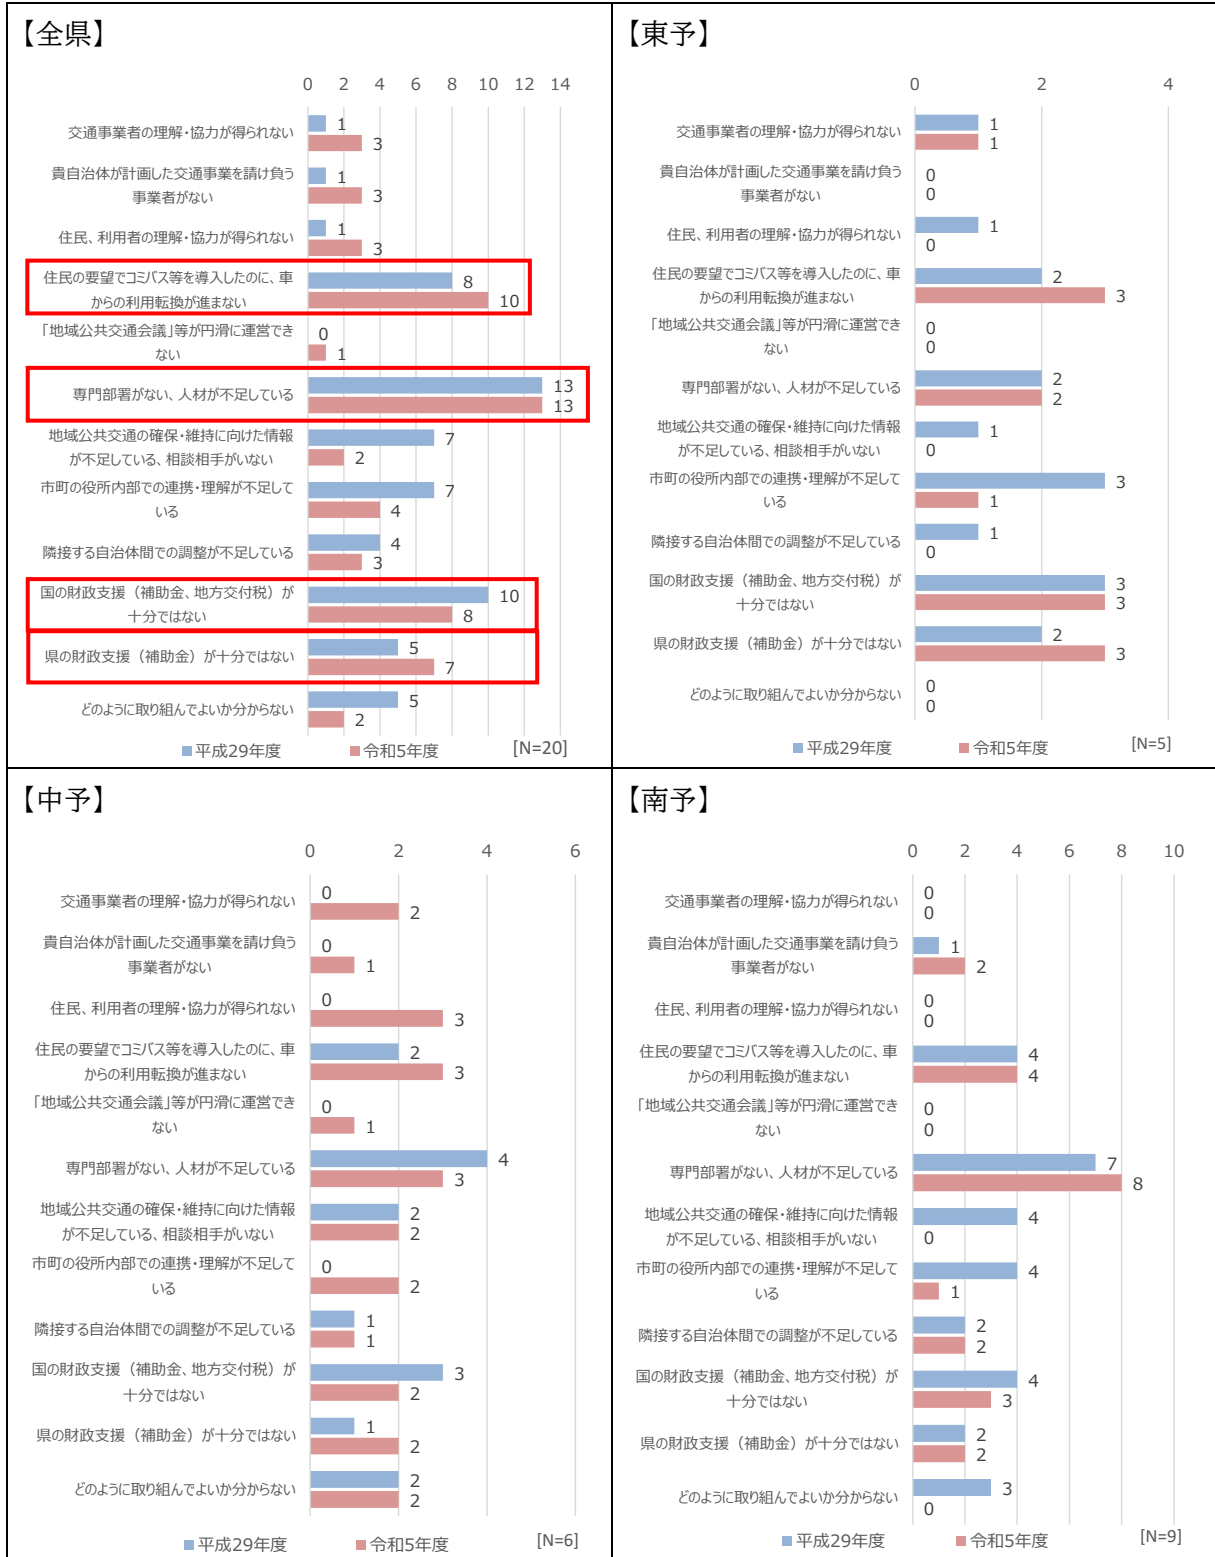 【全県】
0 2 4 6 8 10 12 14
交通事業者の理解・協力が得られない
1
3
貴自治体が計画した交通事業を請け負う
事業者がない
1
3
住民、利用者の理解・協力が得られない
1
3
住民の要望でコミバス等を導入したのに、車
からの利用転換が進まない
8
10
「地域公共交通会議」等が円滑に運営でき
ない
0
1
専門部署がない、人材が不足している
13
13
地域公共交通の確保・維持に向けた情報
が不足している、相談相手がいない
7
2
市町の役所内部での連携・理解が不足して
いる
7
4
隣接する自治体間での調整が不足している
4
3
国の財政支援（補助金、地方交付税）が
十分ではない
10
8
県の財政支援（補助金）が十分ではない
5
7
どのように取り組んでよいか分からない
5
2
■平成29年度 ■令和5年度 [N=20]
【東予】
0 2 4
交通事業者の理解・協力が得られない
1
1
貴自治体が計画した交通事業を請け負う
事業者がない
0
0
住民、利用者の理解・協力が得られない
1
0
住民の要望でコミバス等を導入したのに、車
からの利用転換が進まない
2
3
「地域公共交通会議」等が円滑に運営でき
ない
0
0
専門部署がない、人材が不足している
2
2
地域公共交通の確保・維持に向けた情報
が不足している、相談相手がいない
1
0
市町の役所内部での連携・理解が不足して
いる
3
1
隣接する自治体間での調整が不足している
1
0
国の財政支援（補助金、地方交付税）が
十分ではない
3
3
県の財政支援（補助金）が十分ではない
2
3
どのように取り組んでよいか分からない
0
0
■平成29年度 ■令和5年度 [N=5]
【中予】
0 2 4 6
交通事業者の理解・協力が得られない
0
2
貴自治体が計画した交通事業を請け負う
事業者がない
0
1
住民、利用者の理解・協力が得られない
0
3
住民の要望でコミバス等を導入したのに、車
からの利用転換が進まない
2
3
「地域公共交通会議」等が円滑に運営でき
ない
0
1
専門部署がない、人材が不足している
4
3
地域公共交通の確保・維持に向けた情報
が不足している、相談相手がいない
2
2
市町の役所内部での連携・理解が不足して
いる
0
2
隣接する自治体間での調整が不足している
1
1
国の財政支援（補助金、地方交付税）が
十分ではない
3
2
県の財政支援（補助金）が十分ではない
1
2
どのように取り組んでよいか分からない
2
2
■平成29年度 ■令和5年度 [N=6]
【南予】
0 2 4 6 8 10
交通事業者の理解・協力が得られない
0
0
貴自治体が計画した交通事業を請け負う
事業者がない
1
2
住民、利用者の理解・協力が得られない
0
0
住民の要望でコミバス等を導入したのに、車
からの利用転換が進まない
4
4
「地域公共交通会議」等が円滑に運営でき
ない
0
0
専門部署がない、人材が不足している
7
8
地域公共交通の確保・維持に向けた情報
が不足している、相談相手がいない
4
0
市町の役所内部での連携・理解が不足して
いる
4
1
隣接する自治体間での調整が不足している
2
2
国の財政支援（補助金、地方交付税）が
十分ではない
4
3
県の財政支援（補助金）が十分ではない
2
2
どのように取り組んでよいか分からない
3
0
■平成29年度 ■令和5年度 [N=9]